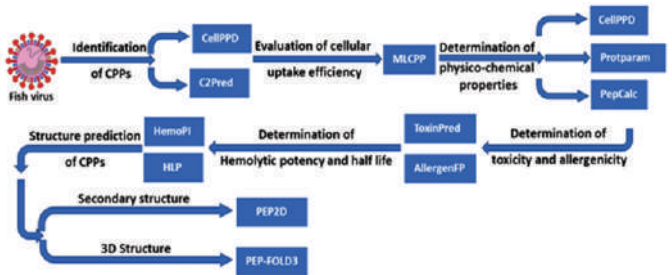 CellPPD
Identification
of CPPs
C2Pred
Fish virus
Evaluation of cellular
uptake efficiency
MLCPP
Determination of
physico-chemical
properties
CellPPD
Protparam
PepCalc
Structure prediction
of CPPs
HemoPI
HLP
Determination of
Hemolytic potency and half life
ToxinPred
AllergenFP
Determination of
toxicity and allergenicity
Secondary structure
PEP2D
3D Structure
PEP-FOLD3